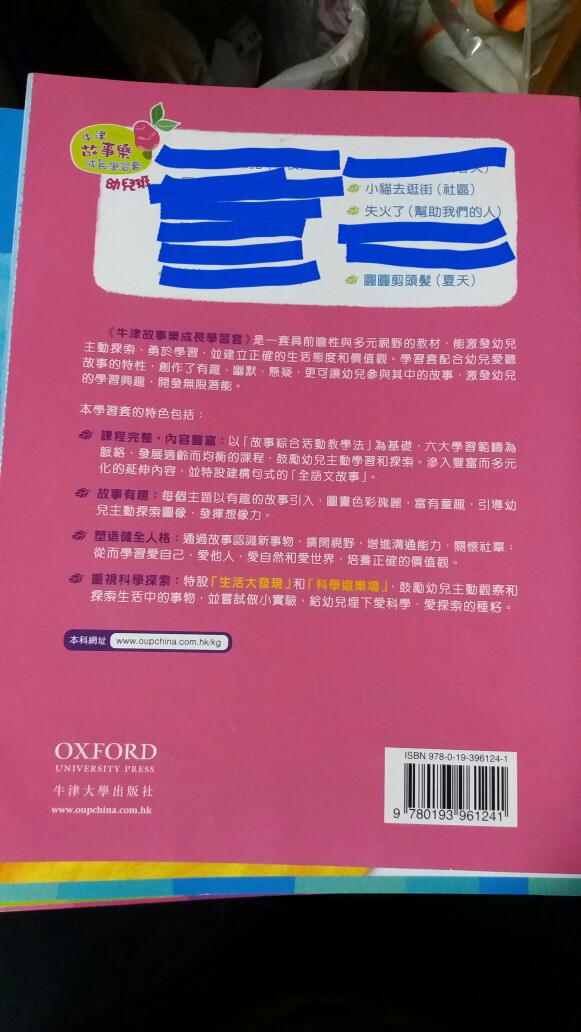 牛津
故事樂
成長學習套
幼兒班
小貓去逛街(社區)
失火了(幫助我們的人)
圓圓剪頭髮(夏天)
《牛津故事樂成長學習套》是一套具前瞻性與多元視野的教材,能激發幼兒
主動探索、勇於學習,並建立正確的生活態度和價值觀。學習套配合幼兒愛聽
故事的特性,創作了有趣、幽默、懸疑,更可讓幼兒參與其中的故事,激發幼兒
的學習興趣,開發無限潛能。
本學習套的特色包括:
課程完整,內容豐富:以「故事綜合活動教學法」為基礎,六大學習範疇為
脈絡,發展適齡而均衡的課程,鼓勵幼兒主動學習和探索。滲入豐富而多元
化的延伸內容,並特設建構句式的「全語文故事」。
故事有趣:每個主題以有趣的故事引入,圖畫色彩瑰麗,富有童趣,引導幼
兒主動探索圖像,發揮想像力。
塑造健全人格:通過故事認識新事物,擴闊視野,增進溝通能力,關懷社羣;
從而學習愛自己、愛他人、愛自然和愛世界,培養正確的價值觀。
重視科學探索:特設「生活大發現」和「科學遊樂場」,鼓勵幼兒主動觀察和
探索生活中的事物,並嘗試做小實驗,給幼兒埋下愛科學、愛探索的種籽。
本科網址 www.oupchina.com.hk/kg
OXFORD
UNIVERSITY PRESS
牛津大學出版社
www.oupchina.com.hk
ISBN 978-0-19-396124-1
9 780193 961241